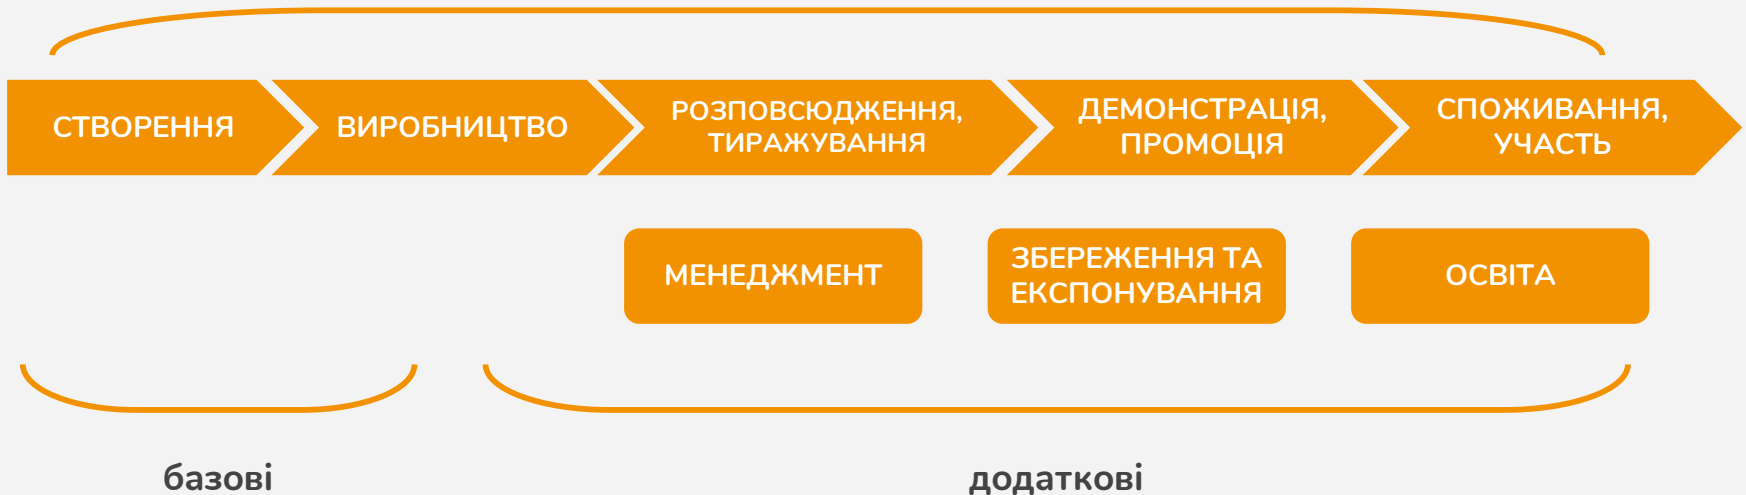 СТВОРЕННЯ
ВИРОБНИЦТВО
РОЗПОВСЮДЖЕННЯ,
ТИРАЖУВАННЯ
ДЕМОНСТРАЦІЯ,
ПРОМОЦІЯ
СПОЖИВАННЯ,
УЧАСТЬ
МЕНЕДЖМЕНТ
ЗБЕРЕЖЕННЯ ТА
ЕКСПОНУВАННЯ
ОСВІТА
базові
додаткові